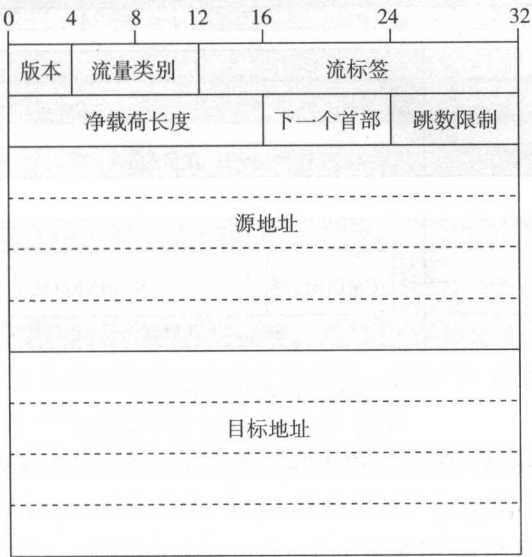 0 4 8 12 16 24 32
版本 流量类别 流标签
净载荷长度 下一个首部 跳数限制
源地址
目标地址